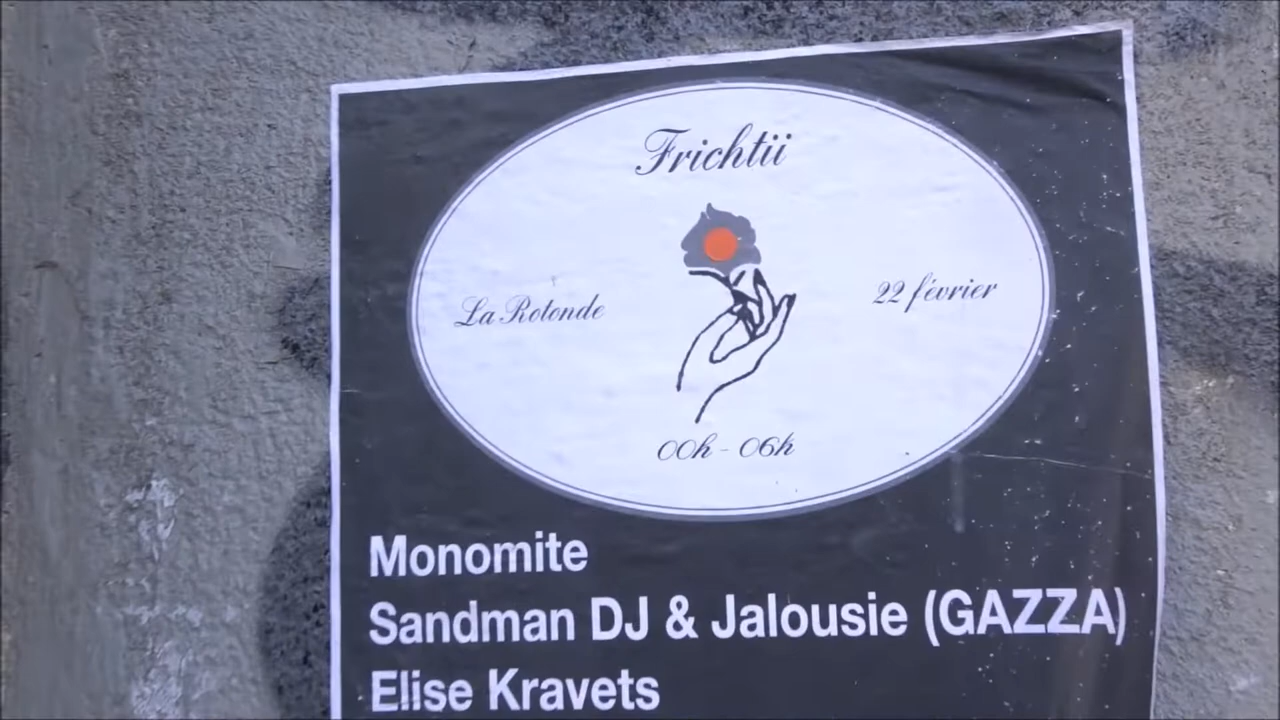 Frichtii
La Rotonde
22 février
00h - 06h
Monomite
Sandman DJ & Jalousie (GAZZA)
Elise Kravets